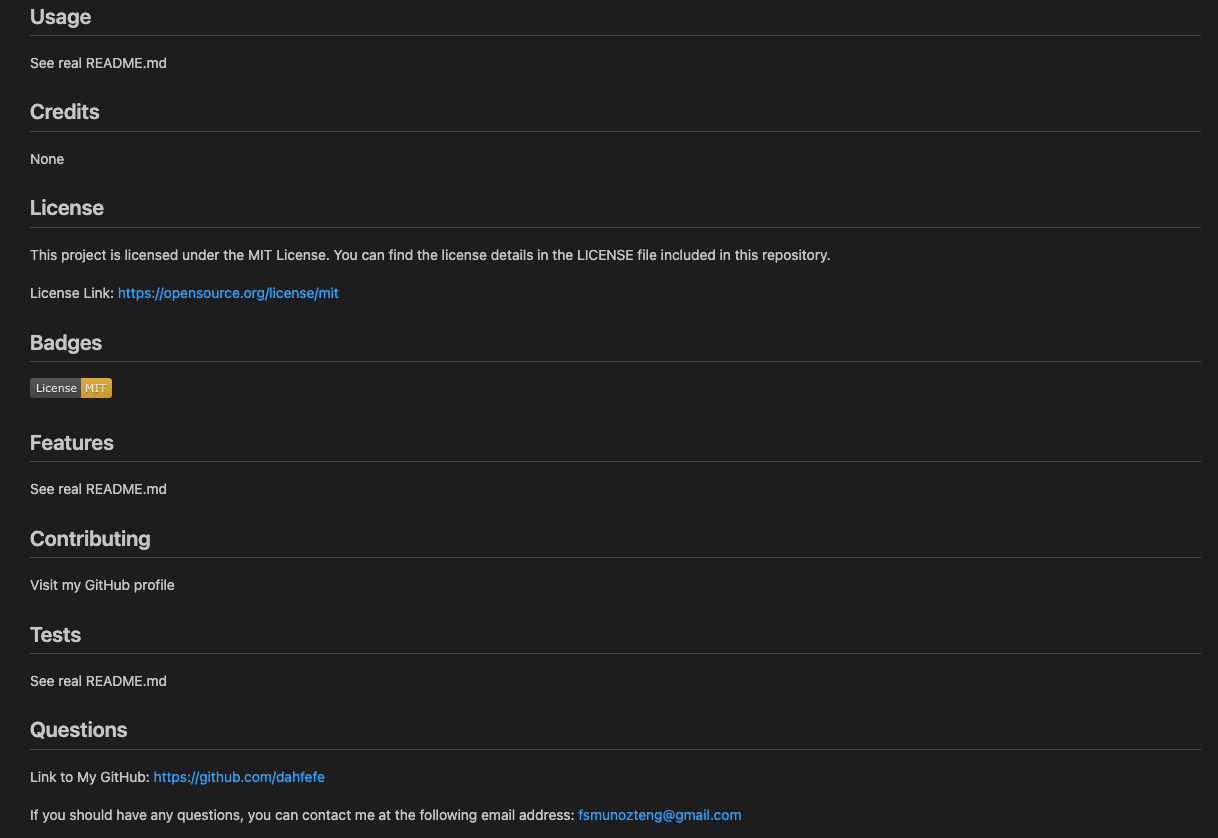 Usage
See real README.md
Credits
None
License
This project is licensed under the MIT License. You can find the license details in the LICENSE file included in this repository.
License Link: https://opensource.org/license/mit
Badges
License MIT
Features
See real README.md
Contributing
Visit my GitHub profile
Tests
See real README.md
Questions
Link to My GitHub: https://github.com/dahfefe
If you should have any questions, you can contact me at the following email address: fsmunozteng@gmail.com